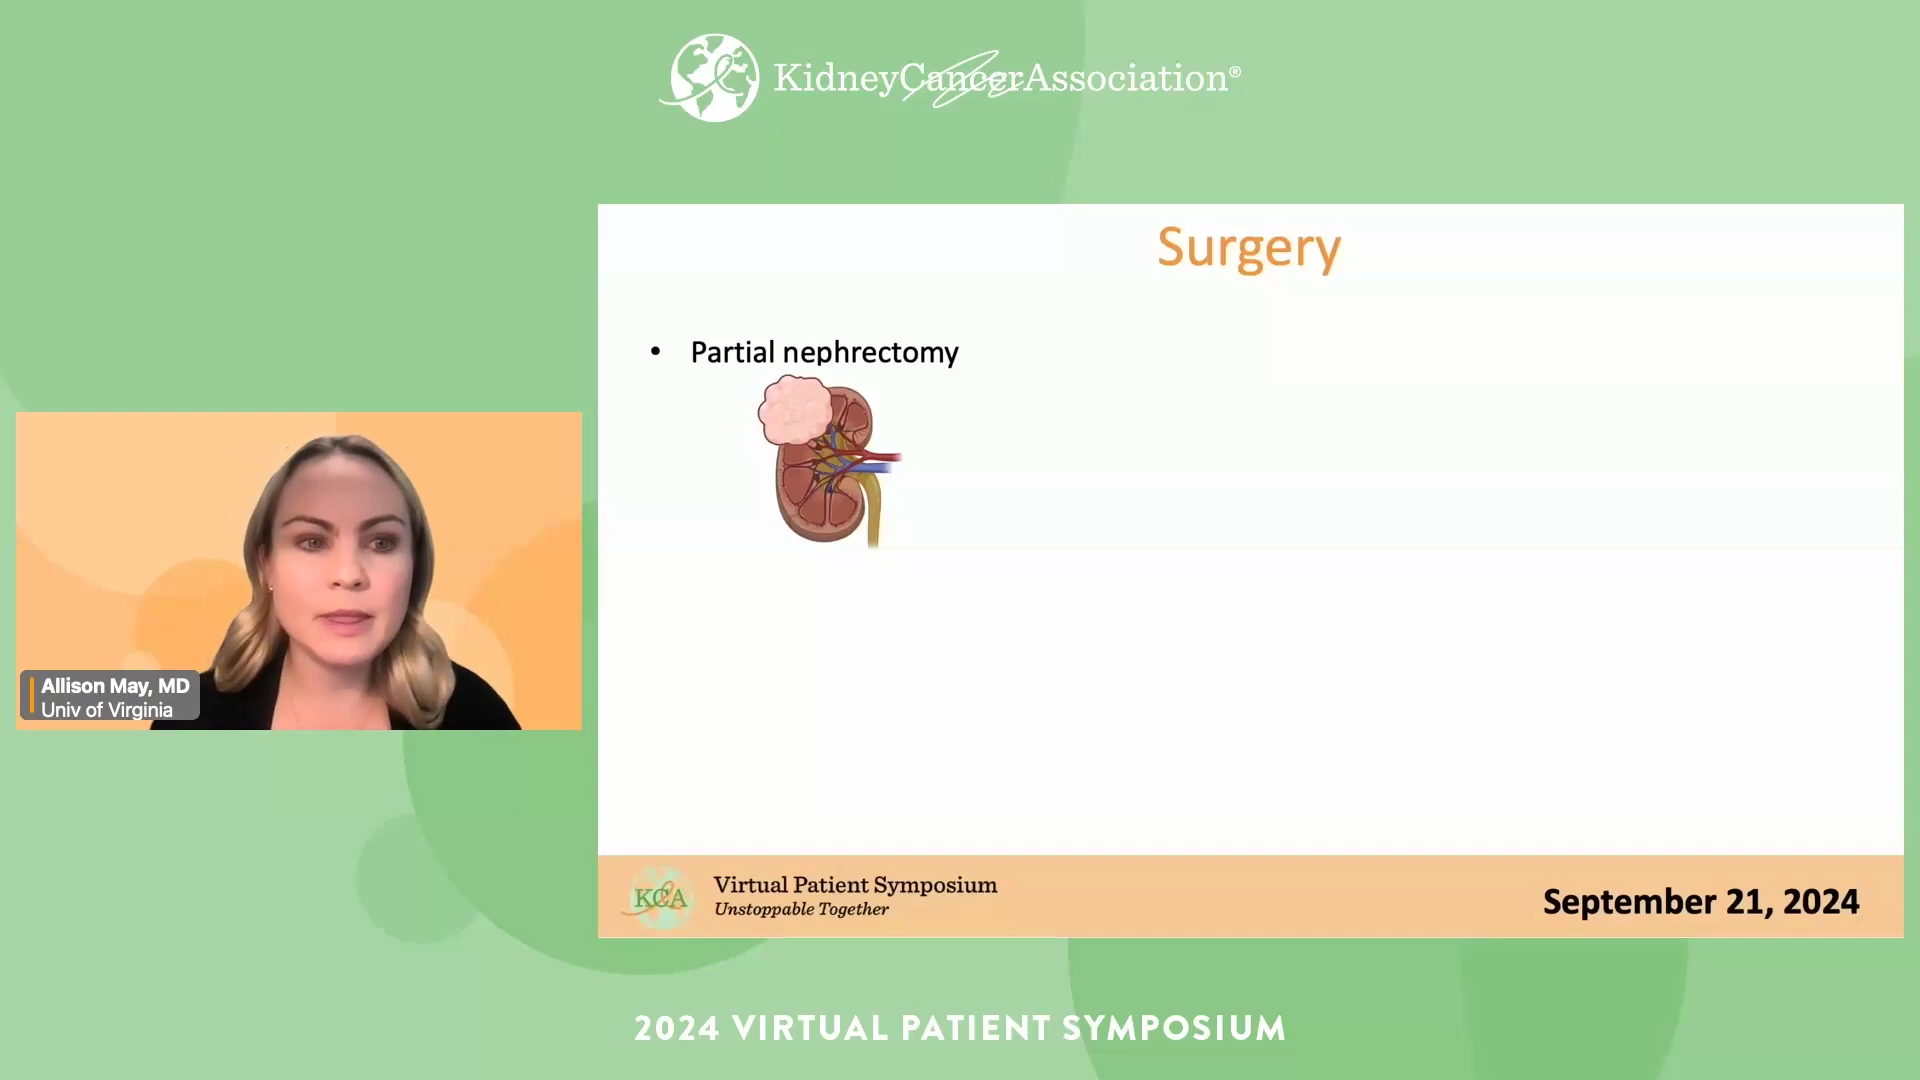 KidneyCancerAssociation®
Surgery
• Partial nephrectomy
Allison May, MD
Univ of Virginia
KCA
Virtual Patient Symposium
Unstoppable Together
September 21, 2024
2024 VIRTUAL PATIENT SYMPOSIUM